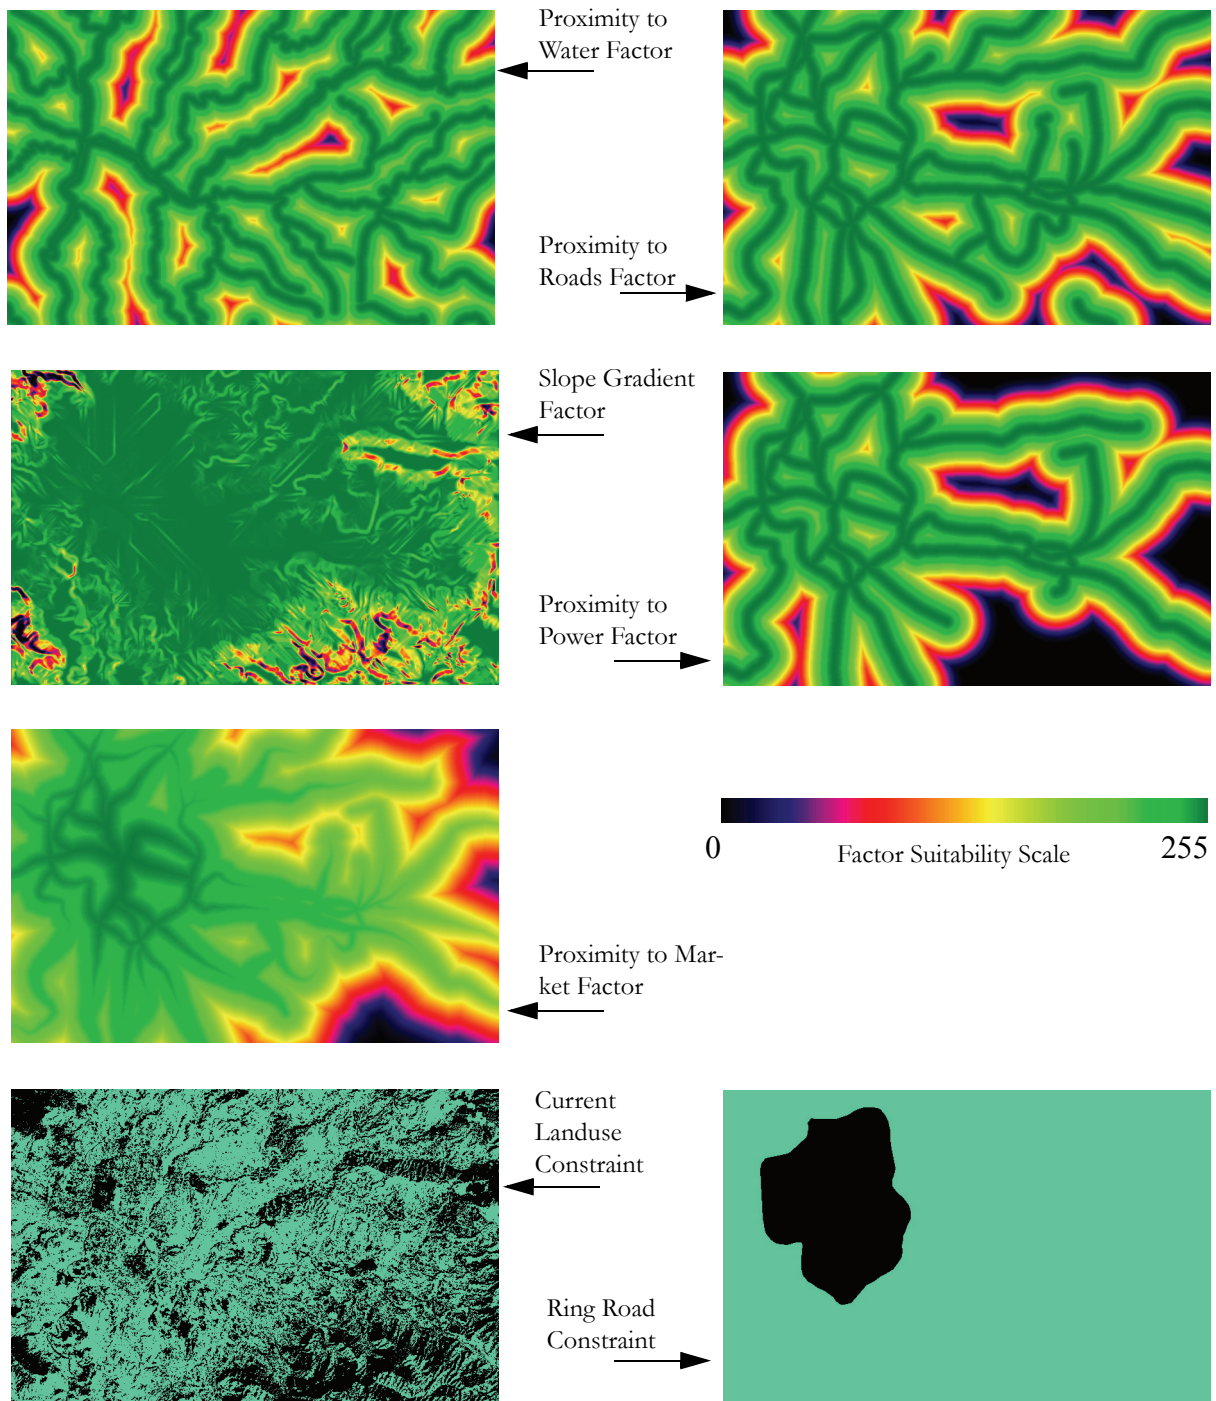 Proximity to
Water Factor
Proximity to
Roads Factor
Slope Gradient
Factor
Proximity to
Power Factor
0
Factor Suitability Scale
255
Proximity to Mar-
ket Factor
Current
Landuse
Constraint
Ring Road
Constraint